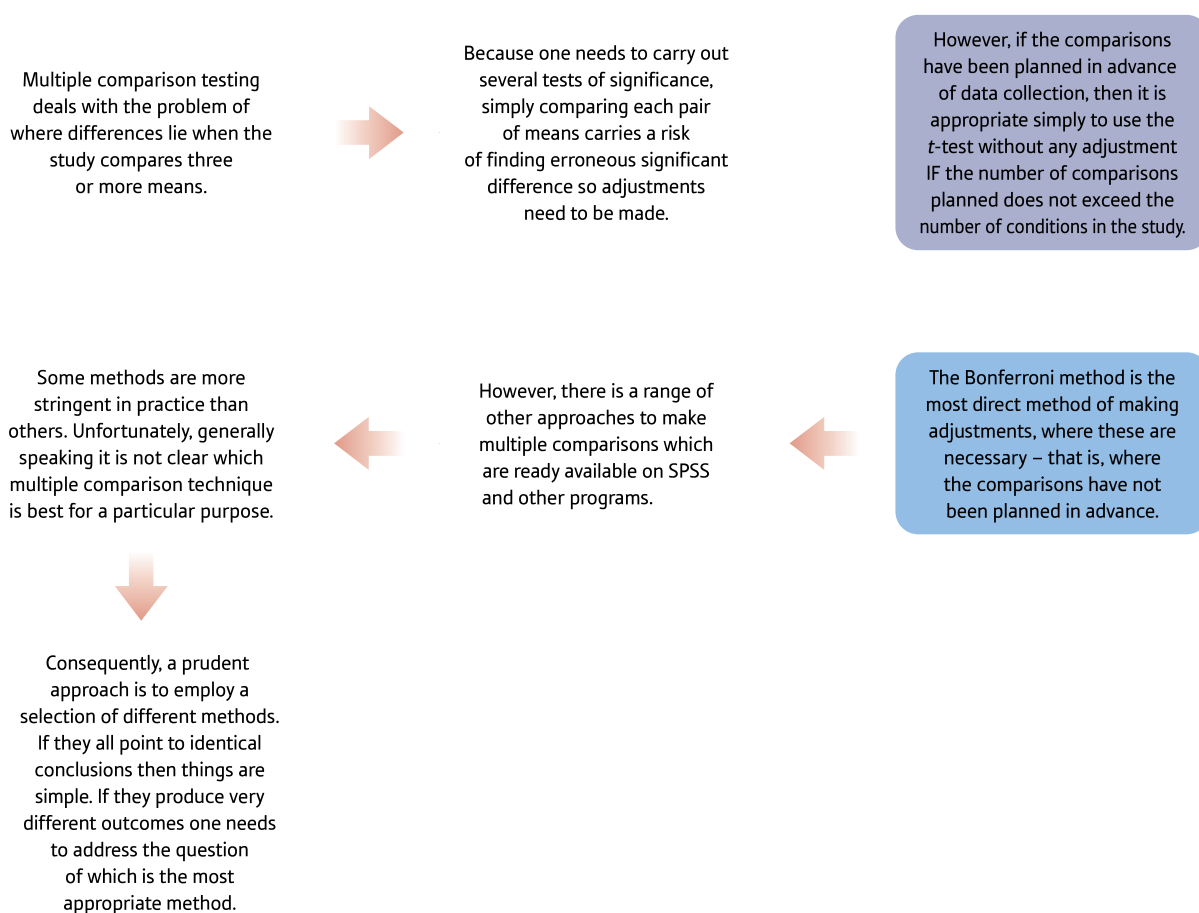 Multiple comparison testing
deals with the problem of
where differences lie when the
study compares three
or more means.
Because one needs to carry out
several tests of significance,
simply comparing each pair
of means carries a risk
of finding erroneous significant
difference so adjustments
need to be made.
However, if the comparisons
have been planned in advance
of data collection, then it is
appropriate simply to use the
t-test without any adjustment
IF the number of comparisons
planned does not exceed the
number of conditions in the study.
The Bonferroni method is the
most direct method of making
adjustments, where these are
necessary – that is, where
the comparisons have not
been planned in advance.
However, there is a range of
other approaches to make
multiple comparisons which
are ready available on SPSS
and other programs.
Some methods are more
stringent in practice than
others. Unfortunately, generally
speaking it is not clear which
multiple comparison technique
is best for a particular purpose.
Consequently, a prudent
approach is to employ a
selection of different methods.
If they all point to identical
conclusions then things are
simple. If they produce very
different outcomes one needs
to address the question
of which is the most
appropriate method.